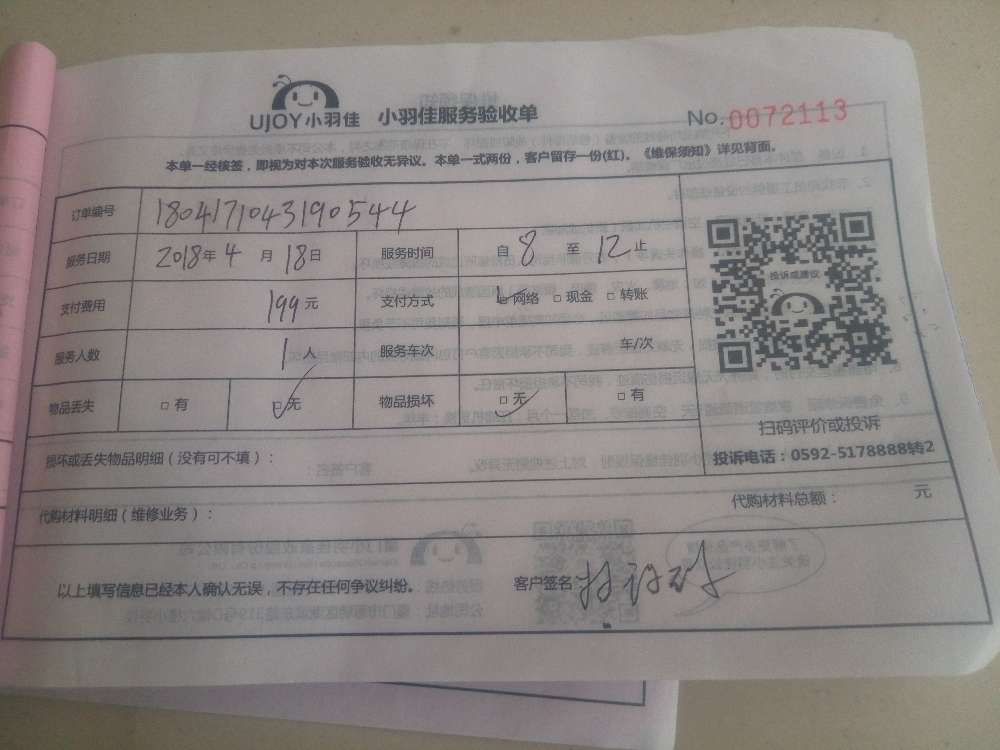 UJOY小羽佳 小羽佳服务验收单 No.0072113
本单一经核签，即视为对本次服务验收无异议。本单一式两份，客户留存一份(红)。《维保须知》详见背面。
订单编号 180417104319054
服务日期 2018年 4 月 18日 服务时间 自 8 至 12 止
支付费用 199 元 支付方式 □ 网络 □ 现金 □ 转账
服务人数 1 人 服务车次 车/次
物品丢失 □ 有 □ 无 物品损坏 □ 无 □ 有
投诉或建议
扫码评价或投诉
投诉电话：0592-5178888转2
损坏或丢失物品明细（没有可不填）：
代购材料明细（维修业务）： 代购材料总额： 元
以上填写信息已经本人确认无误，不存在任何争议纠纷。 客户签名